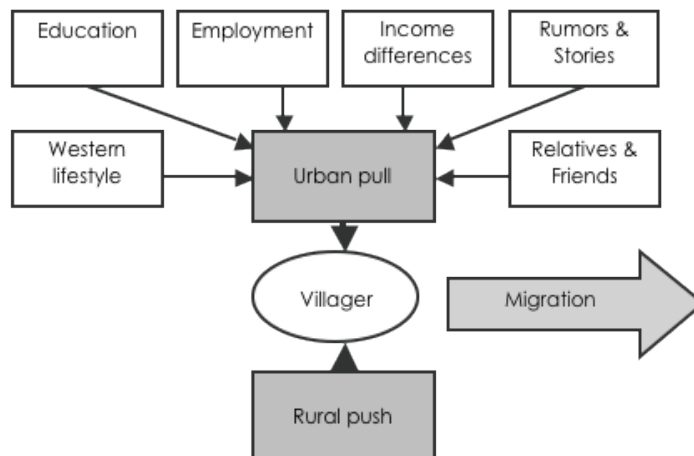 Education
Employment
Income
differences
Rumors &
Stories
Western
lifestyle
Urban pull
Relatives &
Friends
Villager
Migration
Rural push